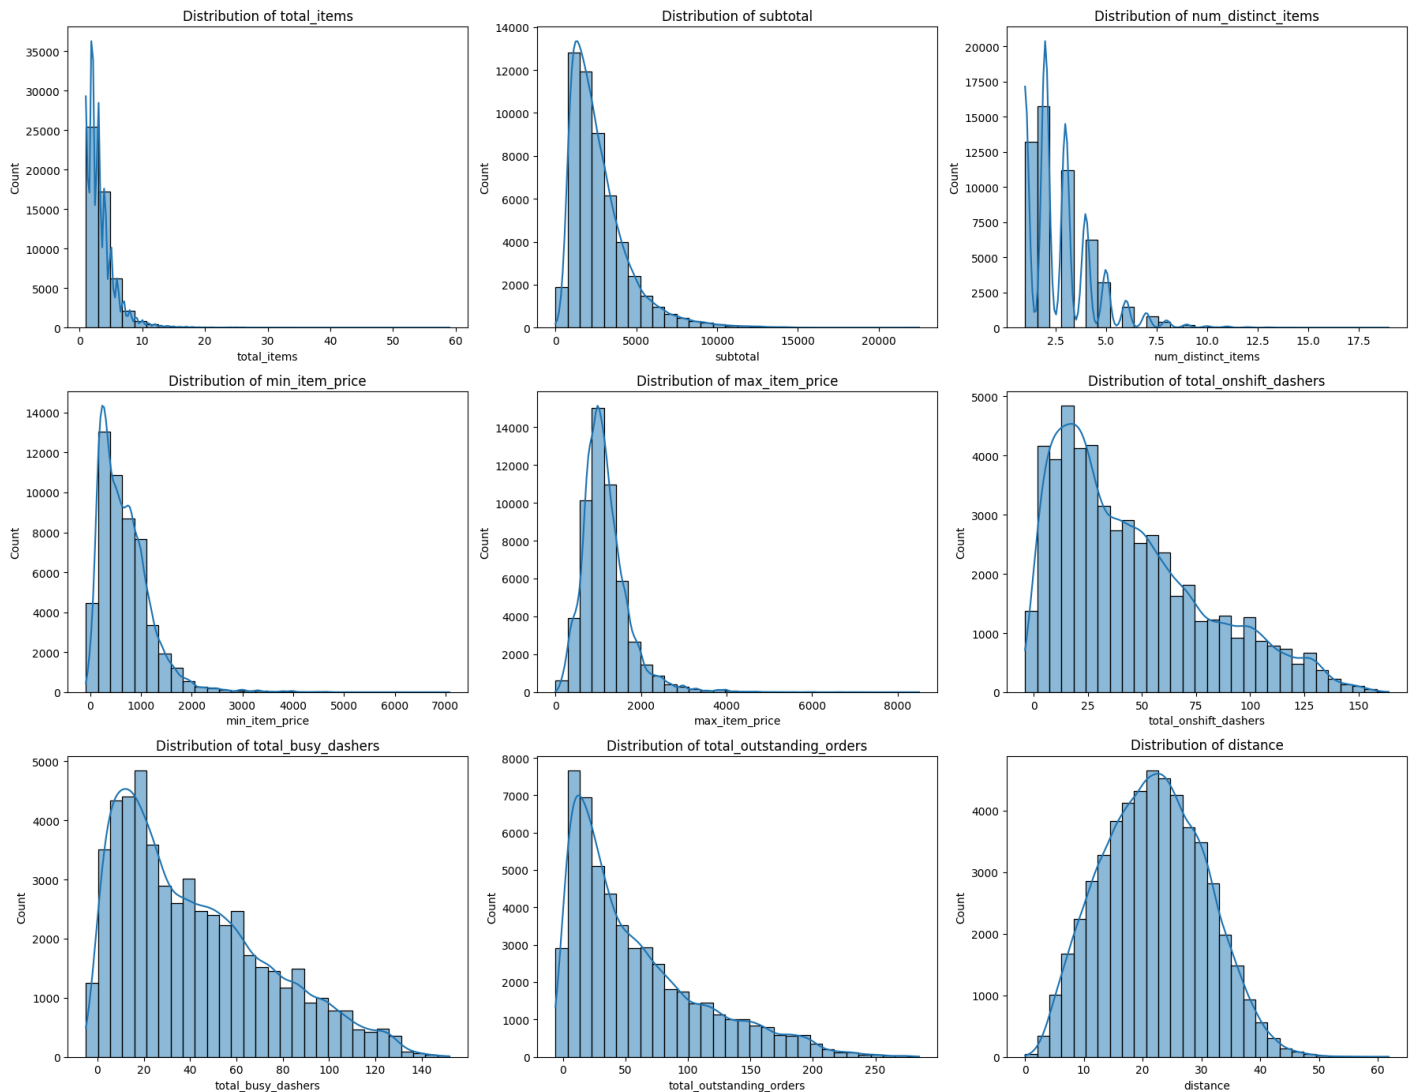 Distribution of total_items
Distribution of subtotal
Distribution of num_distinct_items
Count
35000
30000
25000
20000
15000
10000
5000
0
0 10 20 30 40 50 60
total_items
Count
14000
12000
10000
8000
6000
4000
2000
0
0 5000 10000 15000 20000
subtotal
Count
20000
17500
15000
12500
10000
7500
5000
2500
0
2.5 5.0 7.5 10.0 12.5 15.0 17.5
num_distinct_items
Distribution of min_item_price
Distribution of max_item_price
Distribution of total_onshift_dashers
Count
14000
12000
10000
8000
6000
4000
2000
0
0 1000 2000 3000 4000 5000 6000 7000
min_item_price
Count
14000
12000
10000
8000
6000
4000
2000
0
0 2000 4000 6000 8000
max_item_price
Count
5000
4000
3000
2000
1000
0
0 25 50 75 100 125 150
total_onshift_dashers
Distribution of total_busy_dashers
Distribution of total_outstanding_orders
Distribution of distance
Count
5000
4000
3000
2000
1000
0
0 20 40 60 80 100 120 140
total_busy_dashers
Count
8000
7000
6000
5000
4000
3000
2000
1000
0
0 50 100 150 200 250
total_outstanding_orders
Count
4000
3000
2000
1000
0
0 10 20 30 40 50 60
distance